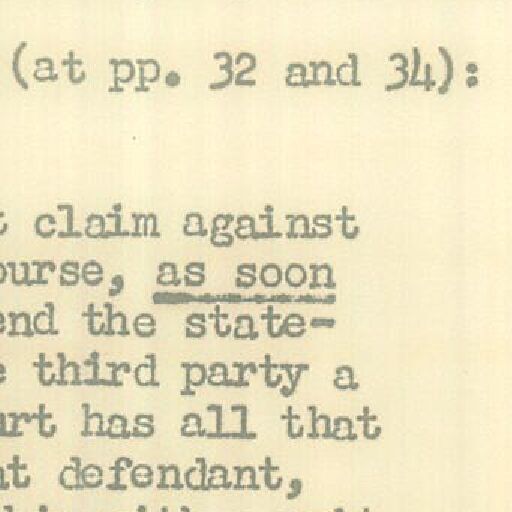 (at pp. 32 and 34):
claim against
ourse, as soon
end the state-
third party a
urt has all that
nt defendant,